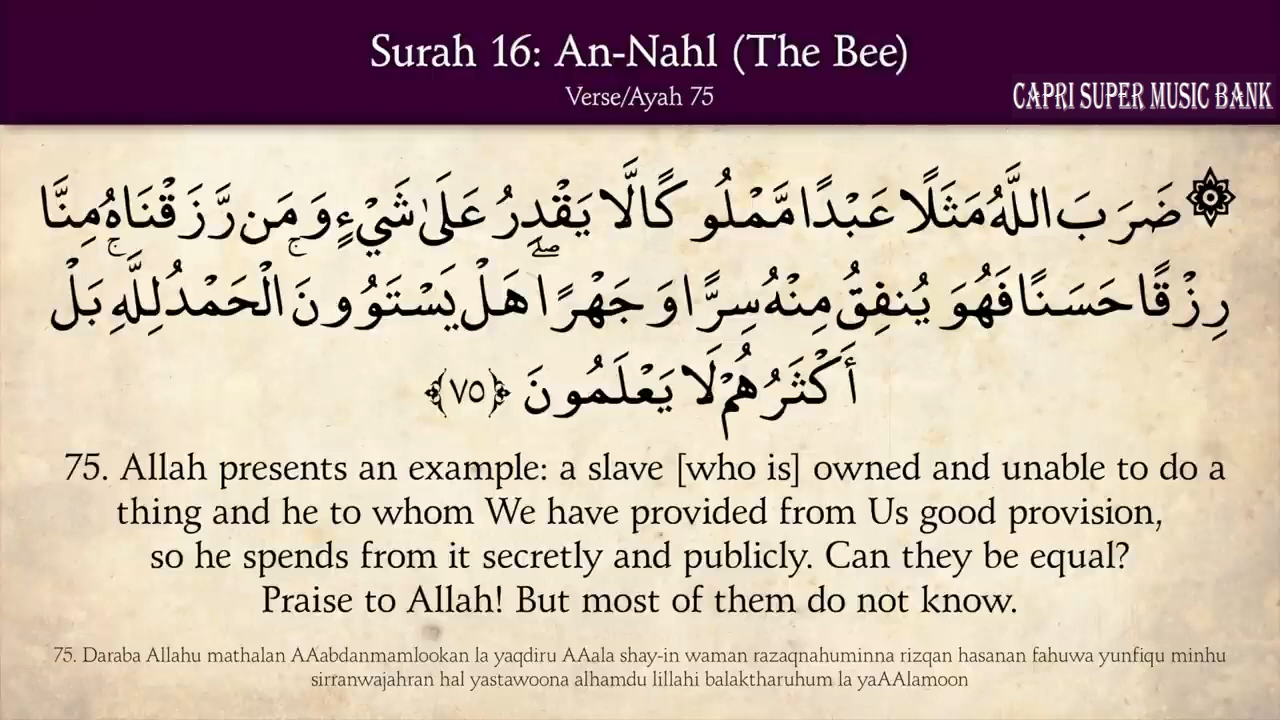 Surah 16: An-Nahl (The Bee)
Verse/Ayah 75
CAPRI SUPER MUSIC BANK
۞ ضَرَبَ اللَّهُ مَثَلًا عَبْدًا مَّمْلُوكًا لَّا يَقْدِرُ عَلَىٰ شَيْءٍ وَمَن رَّزَقْنَاهُ مِنَّا
رِزْقًا حَسَنًا فَهُوَ يُنفِقُ مِنْهُ سِرًّا وَجَهْرًا ۖ هَلْ يَسْتَوُونَ ۚ الْحَمْدُ لِلَّهِ ۚ بَلْ
أَكْثَرُهُمْ لَا يَعْلَمُونَ ﴿٧٥﴾
75. Allah presents an example: a slave [who is] owned and unable to do a
thing and he to whom We have provided from Us good provision,
so he spends from it secretly and publicly. Can they be equal?
Praise to Allah! But most of them do not know.
75. Daraba Allahu mathalan AAabdanmamlookan la yaqdiru AAala shay-in waman razaqnahuminna rizqan hasanan fahuwa yunfiqu minhu
sirranwajahran hal yastawoona alhamdu lillahi balaktharuhum la yaAAlamoon